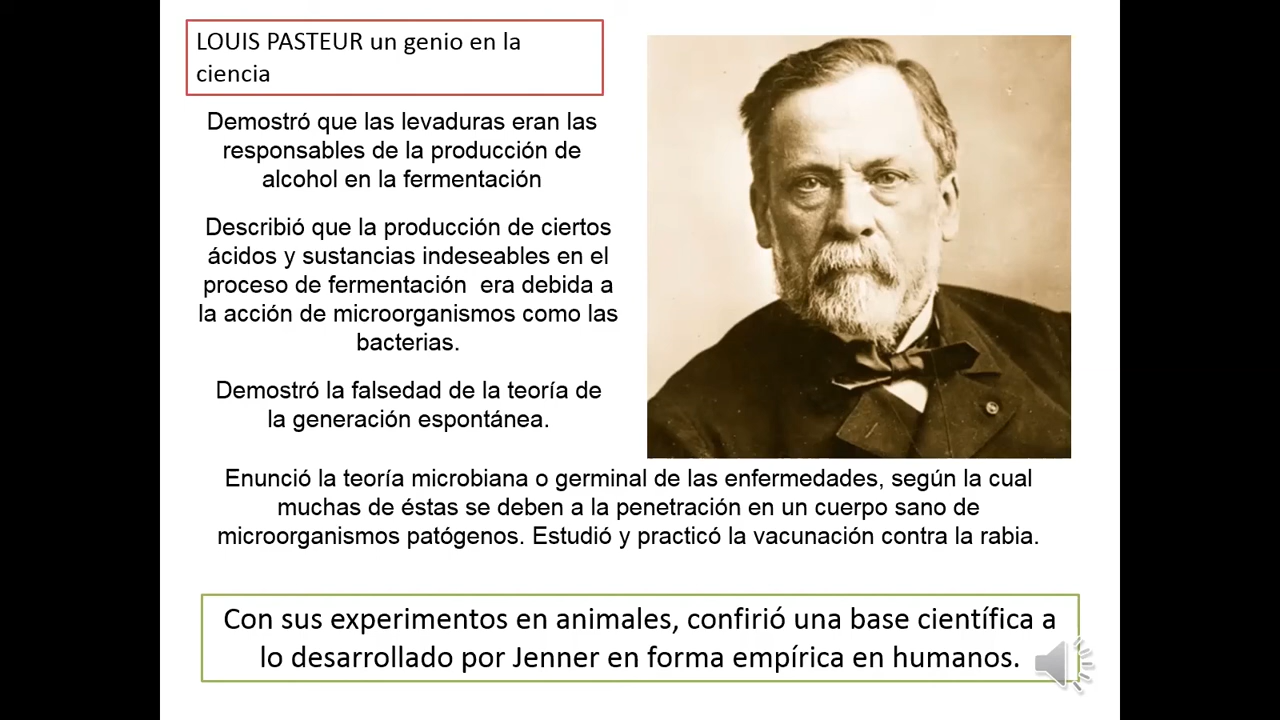 LOUIS PASTEUR un genio en la
ciencia
Demostró que las levaduras eran las
responsables de la producción de
alcohol en la fermentación
Describió que la producción de ciertos
ácidos y sustancias indeseables en el
proceso de fermentación  era debida a
la acción de microorganismos como las
bacterias.
Demostró la falsedad de la teoría de
la generación espontánea.
Enunció la teoría microbiana o germinal de las enfermedades, según la cual
muchas de éstas se deben a la penetración en un cuerpo sano de
microorganismos patógenos. Estudió y practicó la vacunación contra la rabia.
Con sus experimentos en animales, confirió una base científica a
lo desarrollado por Jenner en forma empírica en humanos.